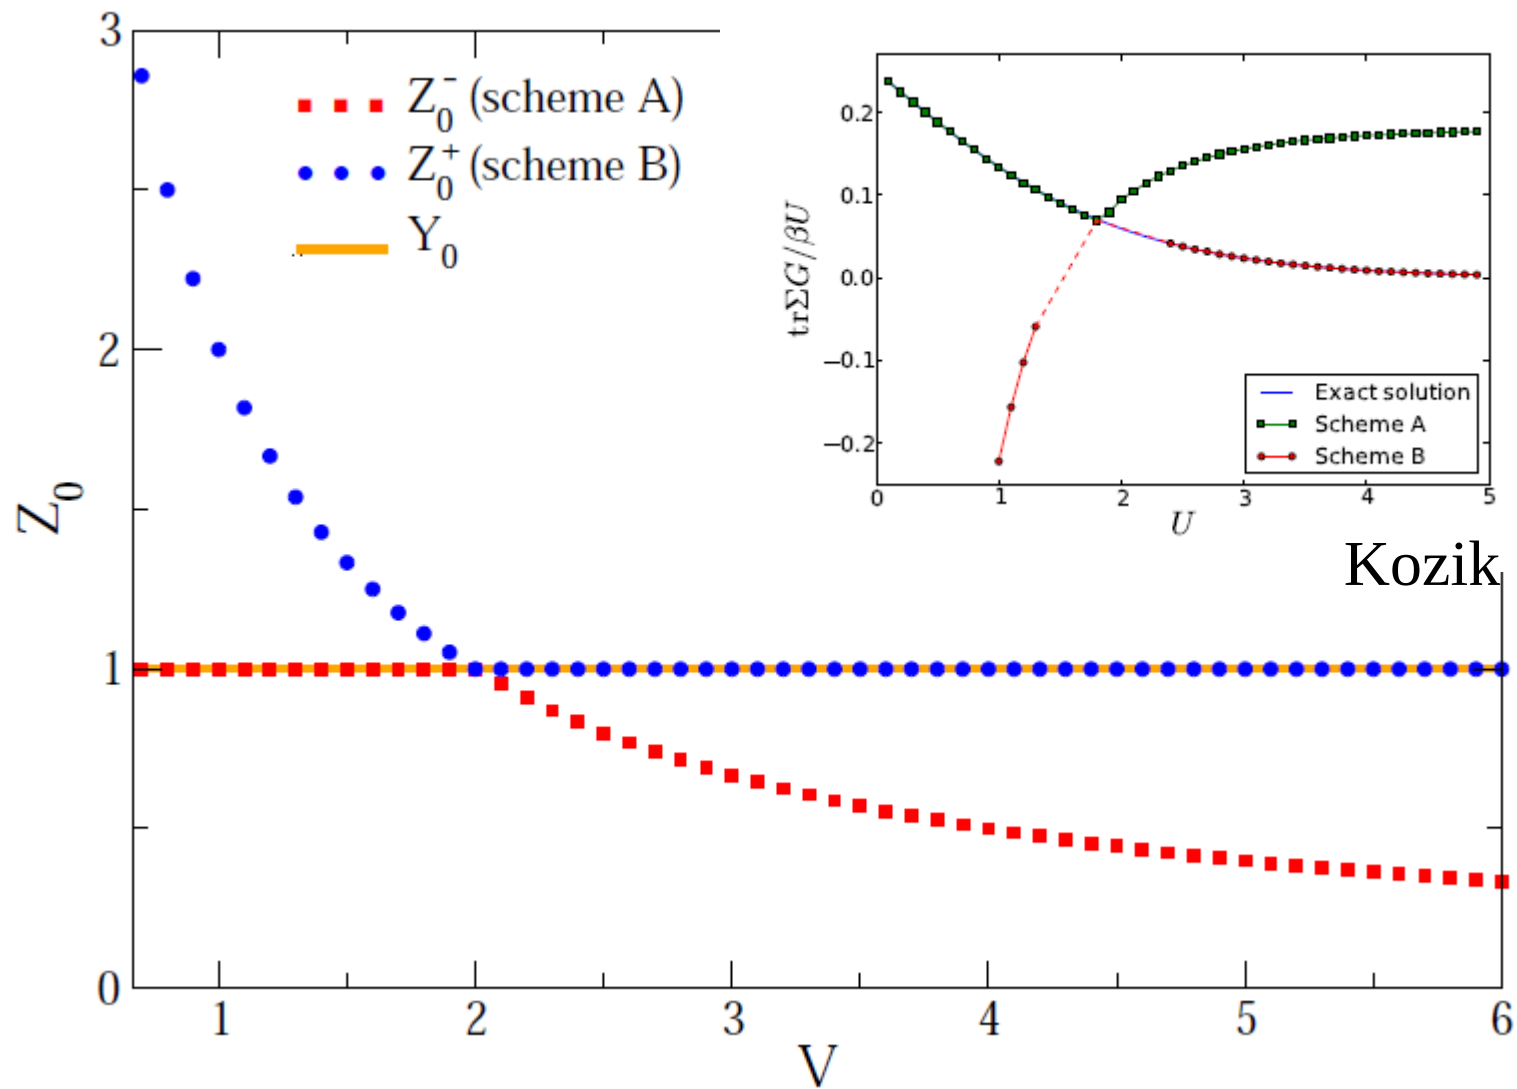 3
2
1
0
Z₀
Z₀⁻ (scheme A)
Z₀⁺ (scheme B)
Y₀
1
2
3
4
5
6
V
0.2
0.1
0.0
−0.1
−0.2
trΣG/βU
0
1
2
3
4
5
U
Exact solution
Scheme A
Scheme B
Kozik